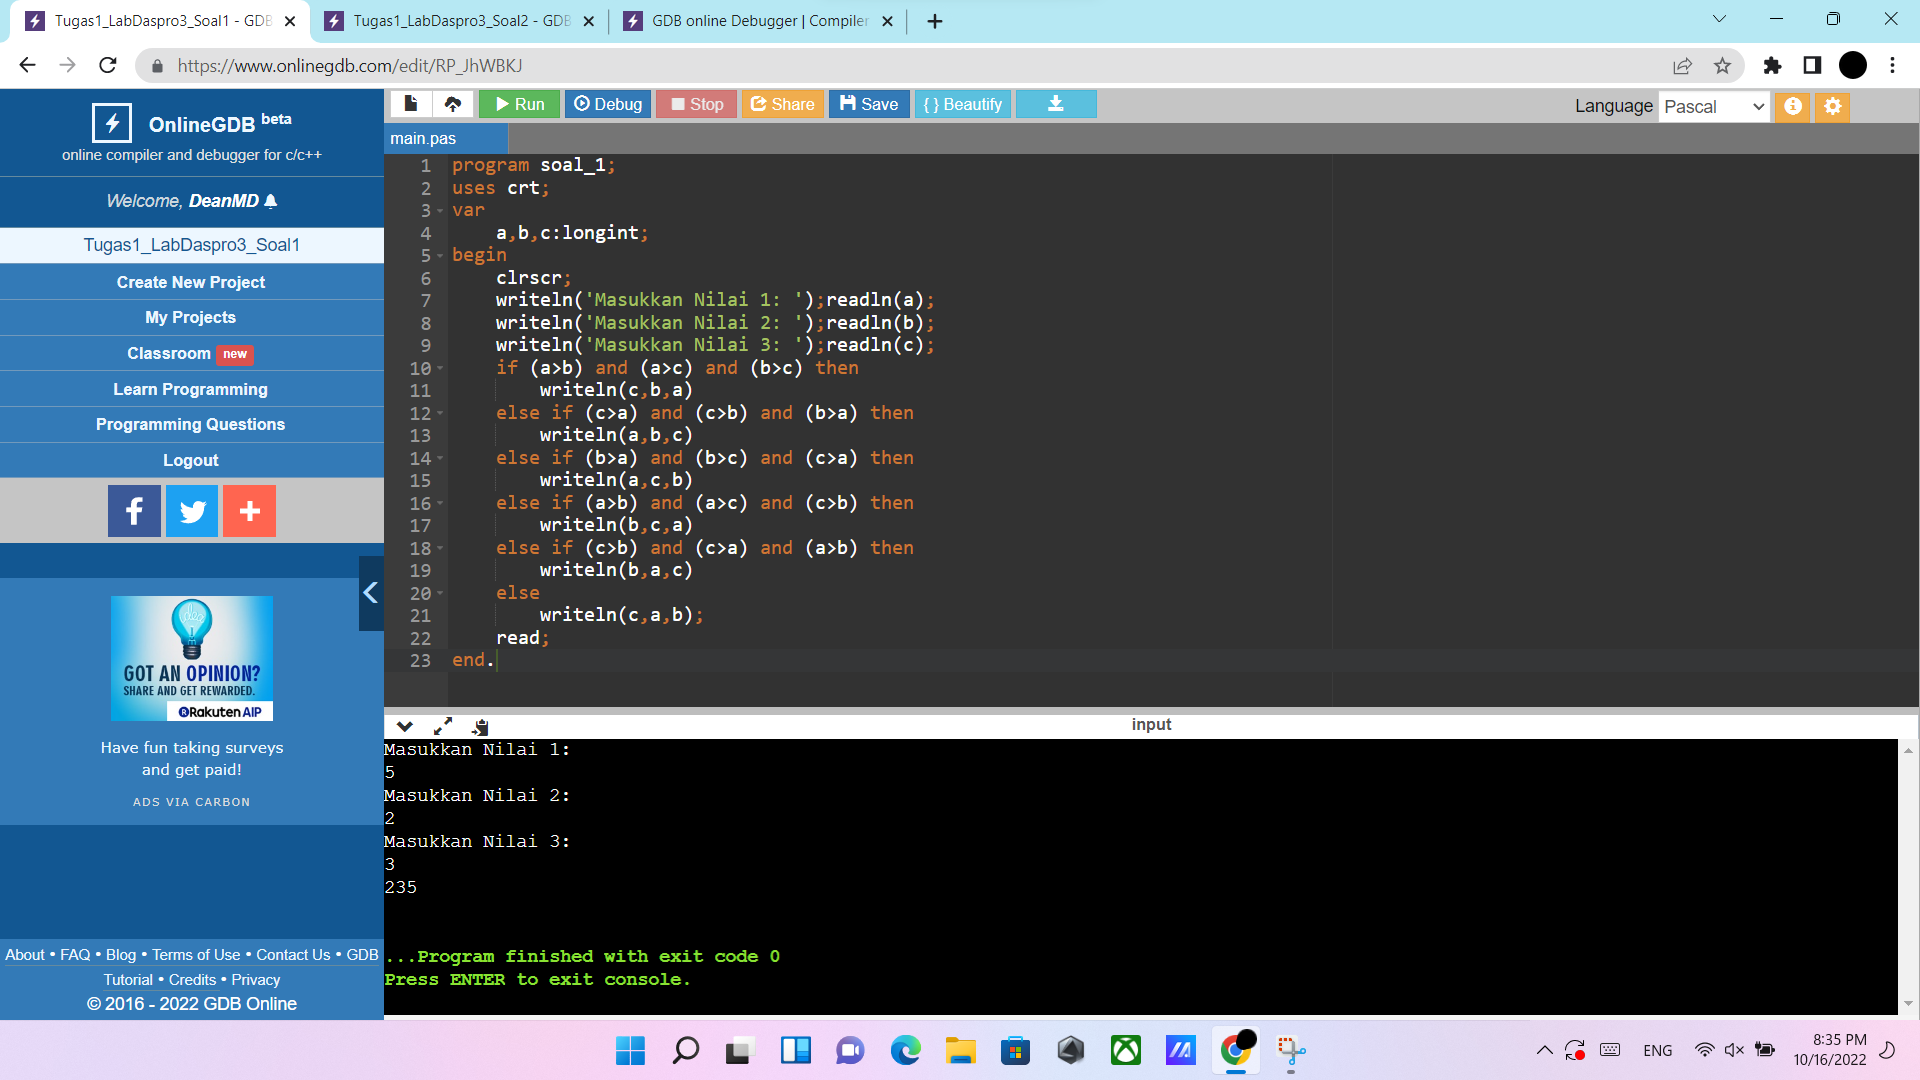 Tugas1_LabDaspro3_Soal1 - GDB
Tugas1_LabDaspro3_Soal2 - GDB
GDB online Debugger | Compiler
https://www.onlinegdb.com/edit/RP_JhWBKJ
OnlineGDB beta
online compiler and debugger for c/c++
Welcome, DeanMD
Tugas1_LabDaspro3_Soal1
Create New Project
My Projects
Classroom new
Learn Programming
Programming Questions
Logout
GOT AN OPINION?
SHARE AND GET REWARDED.
Rakuten AIP
Have fun taking surveys
and get paid!
ADS VIA CARBON
About • FAQ • Blog • Terms of Use • Contact Us • GDB
Tutorial • Credits • Privacy
© 2016 - 2022 GDB Online
Run Debug Stop Share Save { } Beautify
Language Pascal
main.pas
1 program soal_1;
2 uses crt;
3 var
4     a,b,c:longint;
5 begin
6     clrscr;
7     writeln('Masukkan Nilai 1: ');readln(a);
8     writeln('Masukkan Nilai 2: ');readln(b);
9     writeln('Masukkan Nilai 3: ');readln(c);
10     if (a>b) and (a>c) and (b>c) then
11         writeln(c,b,a)
12     else if (c>a) and (c>b) and (b>a) then
13         writeln(a,b,c)
14     else if (b>a) and (b>c) and (c>a) then
15         writeln(a,c,b)
16     else if (a>b) and (a>c) and (c>b) then
17         writeln(b,c,a)
18     else if (c>b) and (c>a) and (a>b) then
19         writeln(b,a,c)
20     else
21         writeln(c,a,b);
22     read;
23 end.
input
Masukkan Nilai 1:
5
Masukkan Nilai 2:
2
Masukkan Nilai 3:
3
235
...Program finished with exit code 0
Press ENTER to exit console.
ENG
8:35 PM
10/16/2022